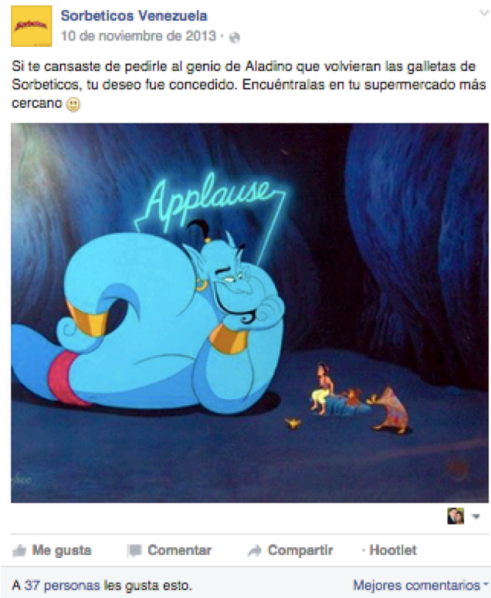 Sorbeticos Venezuela
10 de noviembre de 2013 ·
Si te cansaste de pedirle al genio de Aladino que volvieran las galletas de
Sorbeticos, tu deseo fue concedido. Encuéntralas en tu supermercado más
cercano
Applause
Me gusta Comentar Compartir · Hootlet
A 37 personas les gusta esto. Mejores comentarios